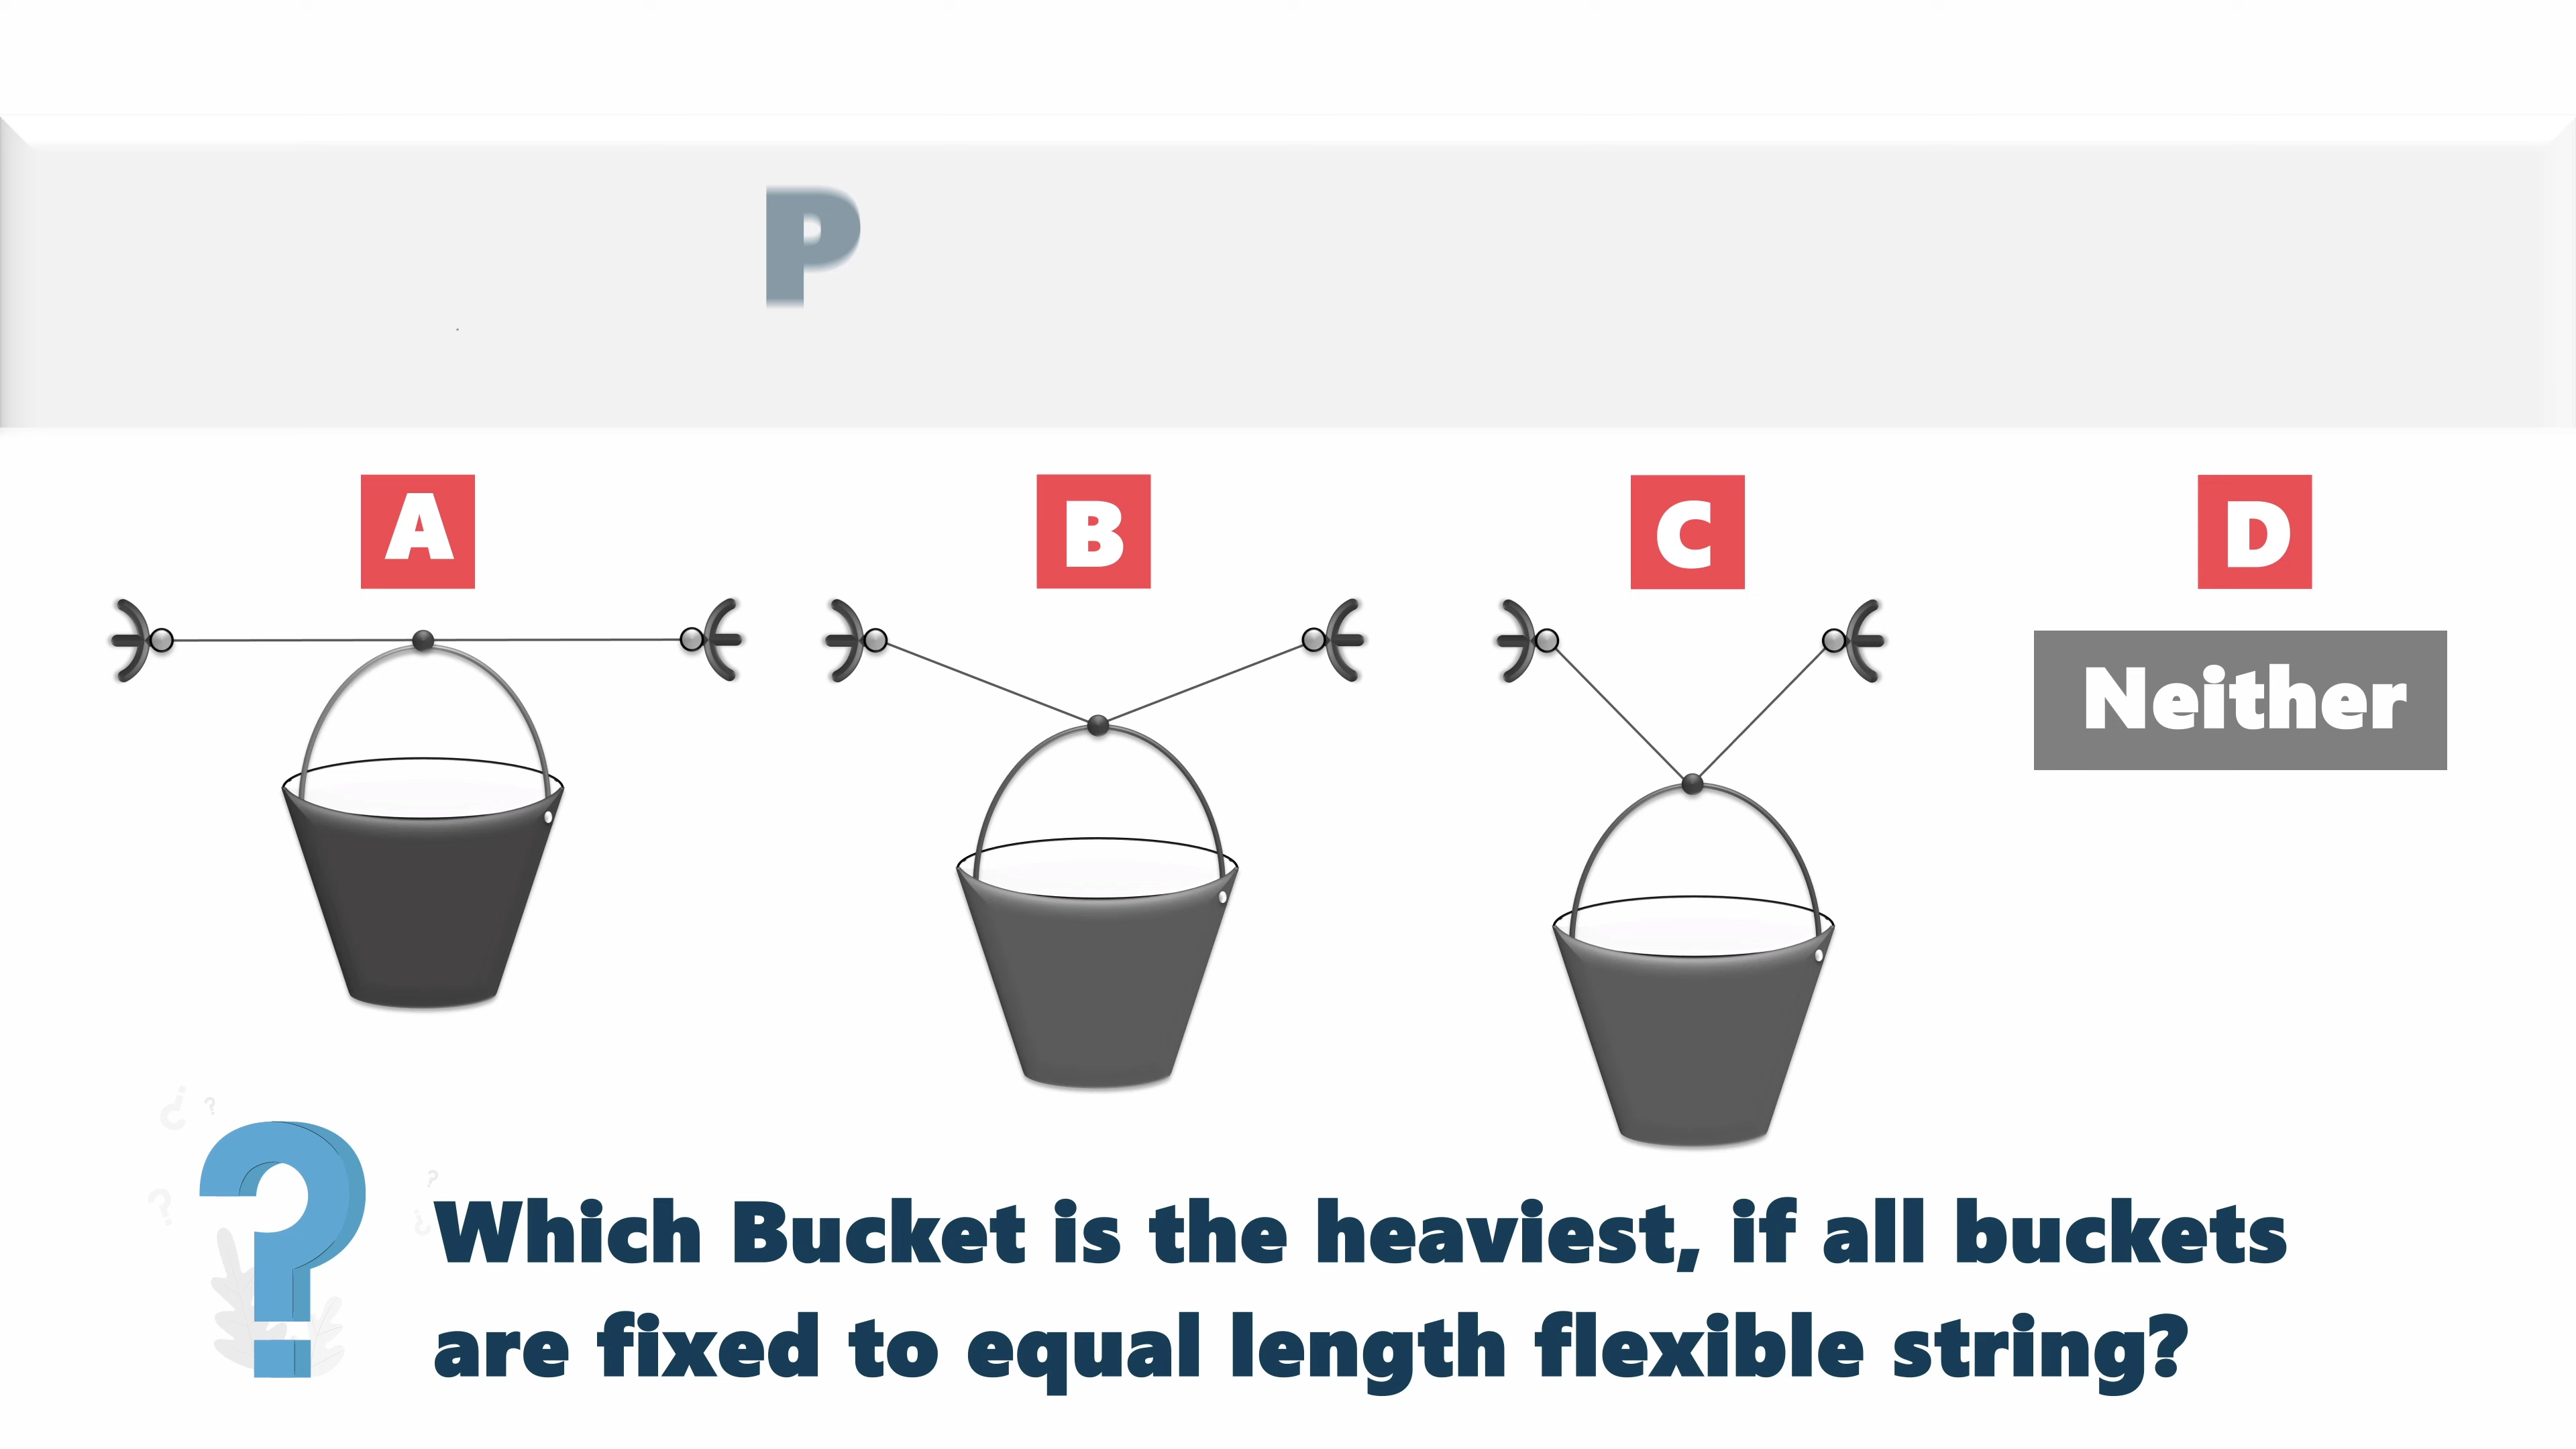 P
A
B
C
D
Neither
Which Bucket is the heaviest, if all buckets
are fixed to equal length flexible string?